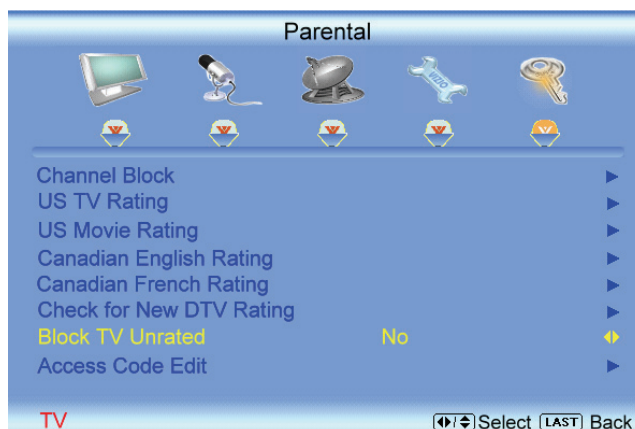 Parental
VIZIO
Channel Block
US TV Rating
US Movie Rating
Canadian English Rating
Canadian French Rating
Check for New DTV Rating
Block TV Unrated No
Access Code Edit
TV Select LAST Back